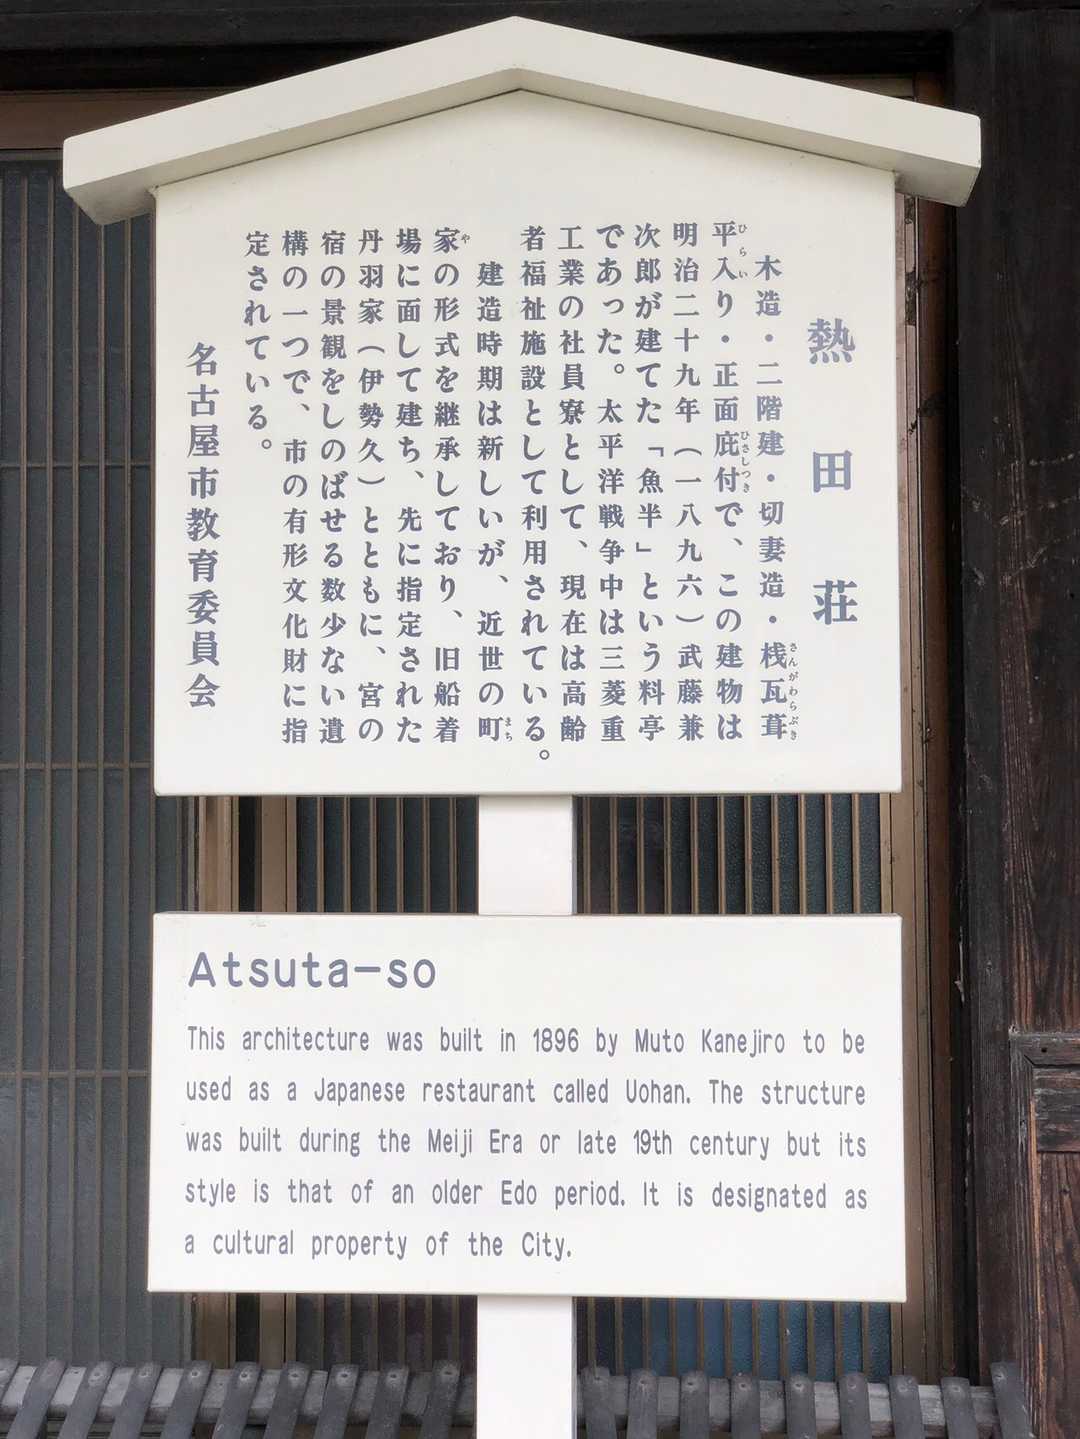 熱田荘
木造・二階建・切妻造・桟瓦葺
平入り・正面庇付で、この建物は
明治二十九年（一八九六）武藤兼
次郎が建てた「魚半」という料亭
であった。太平洋戦争中は三菱重
工業の社員寮として、現在は高齢
者福祉施設として利用されている。
建造時期は新しいが、近世の町
家の形式を継承しており、旧船着
場に面して建ち、先に指定された
丹羽家（伊勢久）とともに、宮の
宿の景観をしのばせる数少ない遺
構の一つで、市の有形文化財に指
定されている。
名古屋市教育委員会
Atsuta-so
This architecture was built in 1896 by Muto Kanejiro to be
used as a Japanese restaurant called Uohan. The structure
was built during the Meiji Era or late 19th century but its
style is that of an older Edo period. It is designated as
a cultural property of the City.